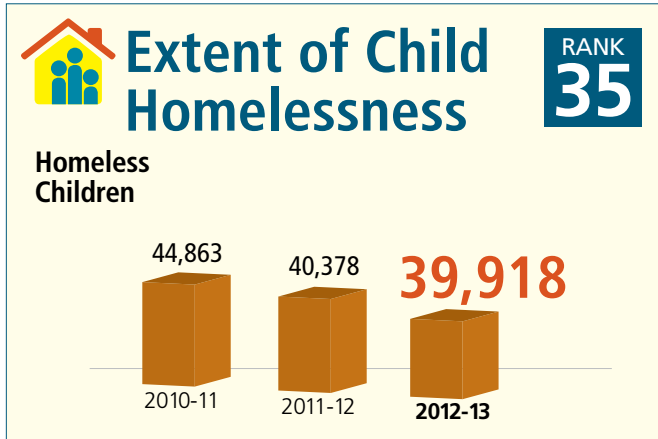 Extent of Child
Homelessness
RANK
35
Homeless
Children
44,863
40,378
39,918
2010-11
2011-12
2012-13